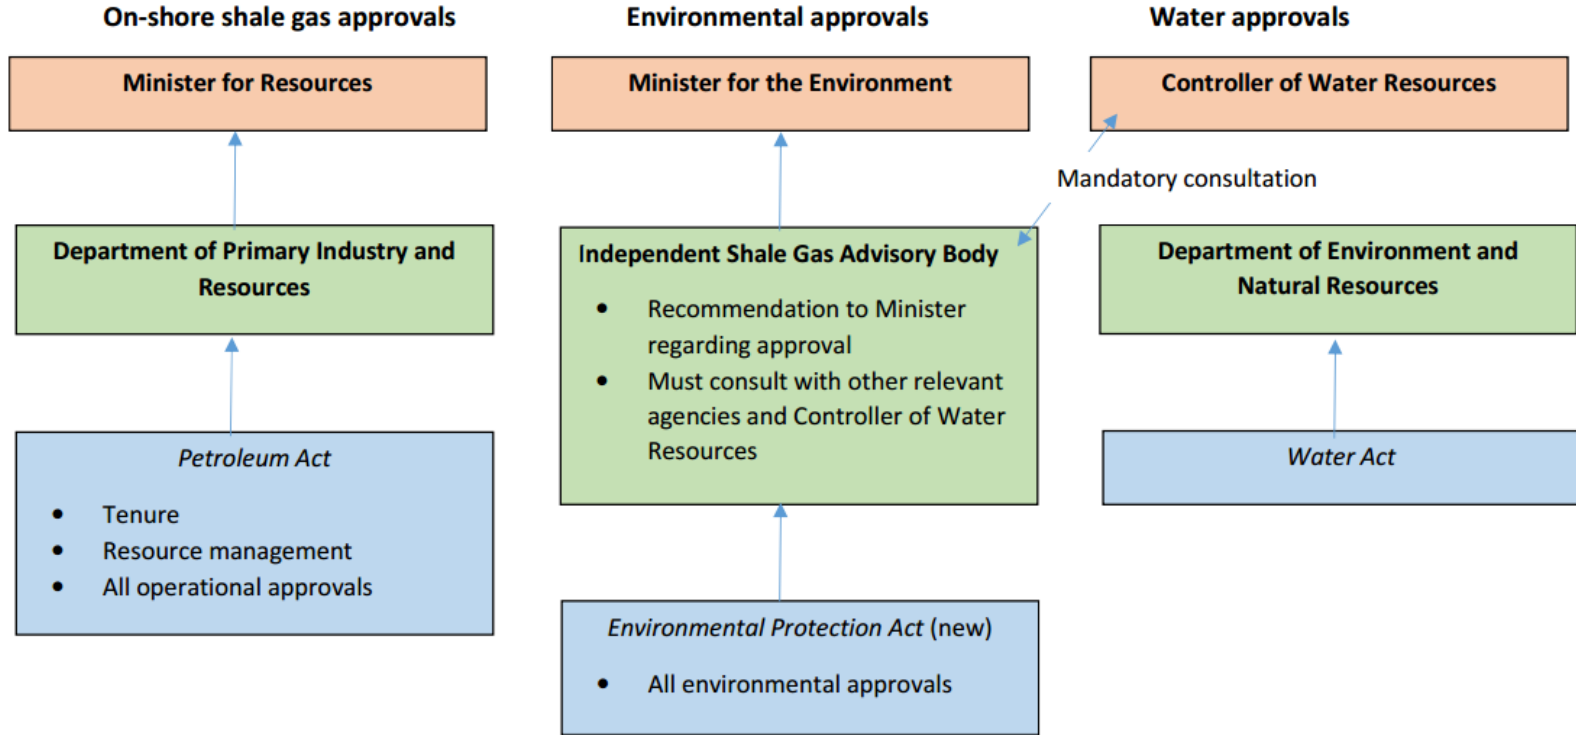 On-shore shale gas approvals
Environmental approvals
Water approvals
Minister for Resources
Minister for the Environment
Controller of Water Resources
Mandatory consultation
Department of Primary Industry and
Resources
Independent Shale Gas Advisory Body
• Recommendation to Minister
regarding approval
• Must consult with other relevant
agencies and Controller of Water
Resources
Department of Environment and
Natural Resources
Petroleum Act
• Tenure
• Resource management
• All operational approvals
Water Act
Environmental Protection Act (new)
• All environmental approvals